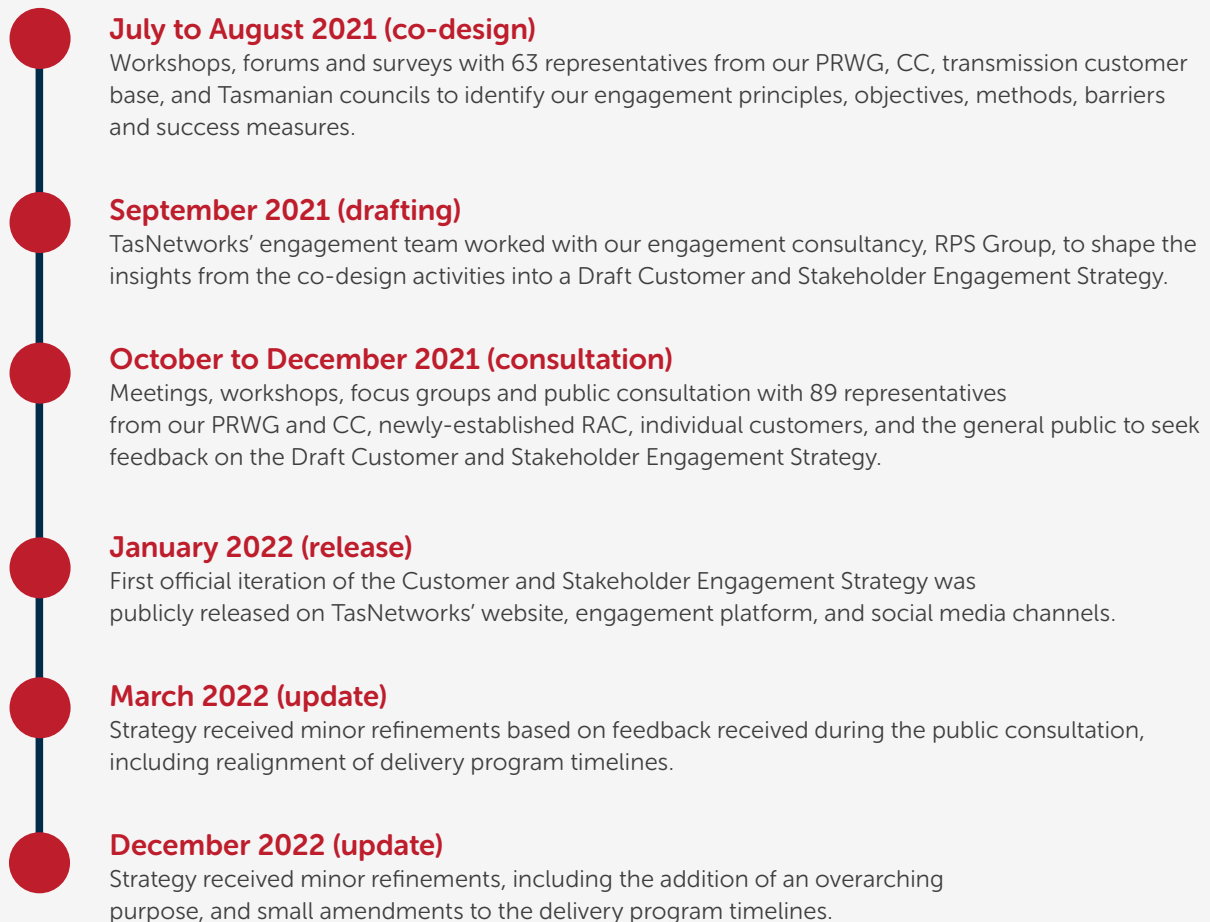 July to August 2021 (co-design)
Workshops, forums and surveys with 63 representatives from our PRWG, CC, transmission customer
base, and Tasmanian councils to identify our engagement principles, objectives, methods, barriers
and success measures.
September 2021 (drafting)
TasNetworks’ engagement team worked with our engagement consultancy, RPS Group, to shape the
insights from the co-design activities into a Draft Customer and Stakeholder Engagement Strategy.
October to December 2021 (consultation)
Meetings, workshops, focus groups and public consultation with 89 representatives
from our PRWG and CC, newly-established RAC, individual customers, and the general public to seek
feedback on the Draft Customer and Stakeholder Engagement Strategy.
January 2022 (release)
First official iteration of the Customer and Stakeholder Engagement Strategy was
publicly released on TasNetworks’ website, engagement platform, and social media channels.
March 2022 (update)
Strategy received minor refinements based on feedback received during the public consultation,
including realignment of delivery program timelines.
December 2022 (update)
Strategy received minor refinements, including the addition of an overarching
purpose, and small amendments to the delivery program timelines.